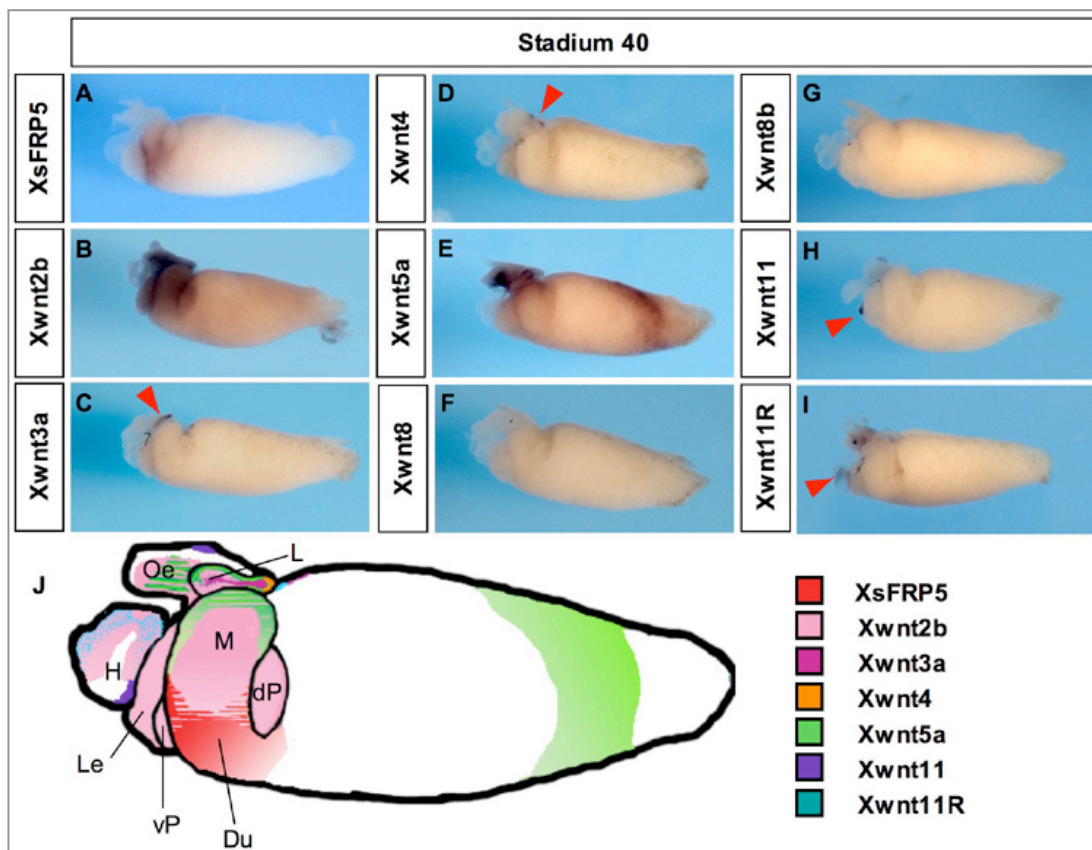 Stadium 40
XsFRP5
A
Xwnt4
D
Xwnt8b
G
Xwnt2b
B
Xwnt5a
E
Xwnt11
H
Xwnt3a
C
Xwnt8
F
Xwnt11R
I
J
Oe
L
H
M
dP
Le
vP
Du
XsFRP5
Xwnt2b
Xwnt3a
Xwnt4
Xwnt5a
Xwnt11
Xwnt11R